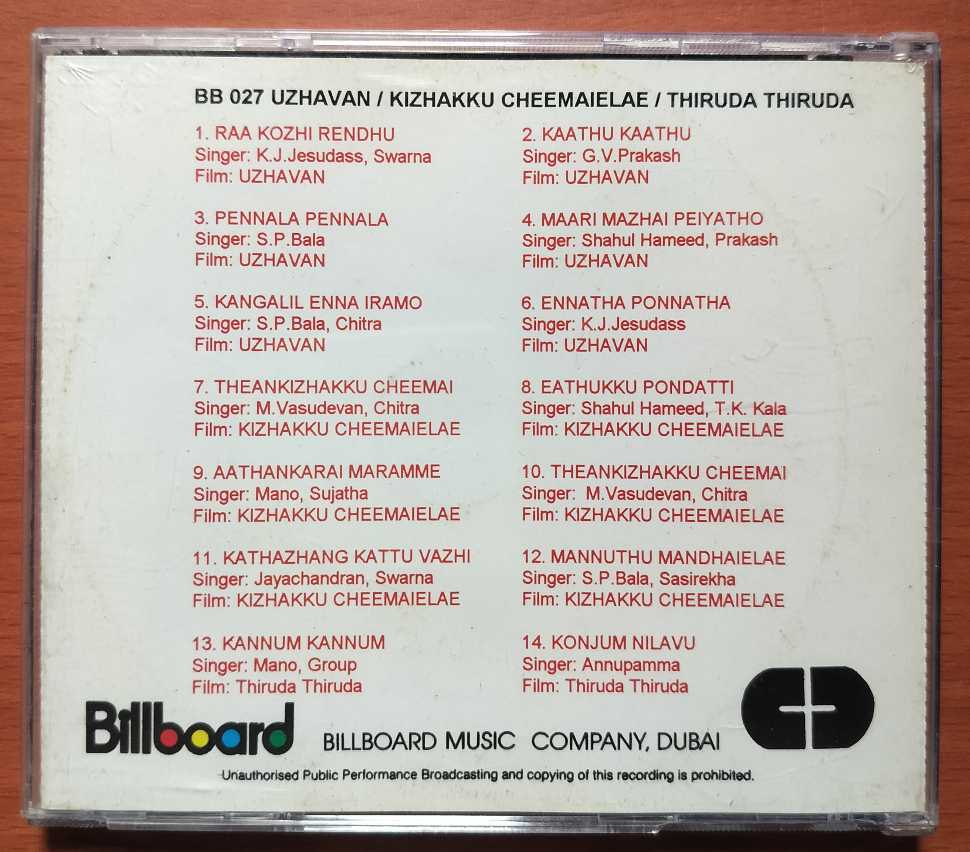 BB 027 UZHAVAN / KIZHAKKU CHEEMAIELAE / THIRUDA THIRUDA
1. RAA KOZHI RENDHU
Singer: K.J.Jesudass, Swarna
Film: UZHAVAN
2. KAATHU KAATHU
Singer: G.V.Prakash
Film: UZHAVAN
3. PENNALA PENNALA
Singer: S.P.Bala
Film: UZHAVAN
4. MAARI MAZHAI PEIYATHO
Singer: Shahul Hameed, Prakash
Film: UZHAVAN
5. KANGALIL ENNA IRAMO
Singer: S.P.Bala, Chitra
Film: UZHAVAN
6. ENNATHA PONNATHA
Singer: K.J.Jesudass
Film: UZHAVAN
7. THEANKIZHAKKU CHEEMAI
Singer: M.Vasudevan, Chitra
Film: KIZHAKKU CHEEMAIELAE
8. EATHUKKU PONDATTI
Singer: Shahul Hameed, T.K. Kala
Film: KIZHAKKU CHEEMAIELAE
9. AATHANKARAI MARAMME
Singer: Mano, Sujatha
Film: KIZHAKKU CHEEMAIELAE
10. THEANKIZHAKKU CHEEMAI
Singer: M.Vasudevan, Chitra
Film: KIZHAKKU CHEEMAIELAE
11. KATHAZHANG KATTU VAZHI
Singer: Jayachandran, Swarna
Film: KIZHAKKU CHEEMAIELAE
12. MANNUTHU MANDHAIELAE
Singer: S.P.Bala, Sasirekha
Film: KIZHAKKU CHEEMAIELAE
13. KANNUM KANNUM
Singer: Mano, Group
Film: Thiruda Thiruda
14. KONJUM NILAVU
Singer: Annupamma
Film: Thiruda Thiruda
Billboard
BILLBOARD MUSIC COMPANY, DUBAI
CD
Unauthorised Public Performance Broadcasting and copying of this recording is prohibited.